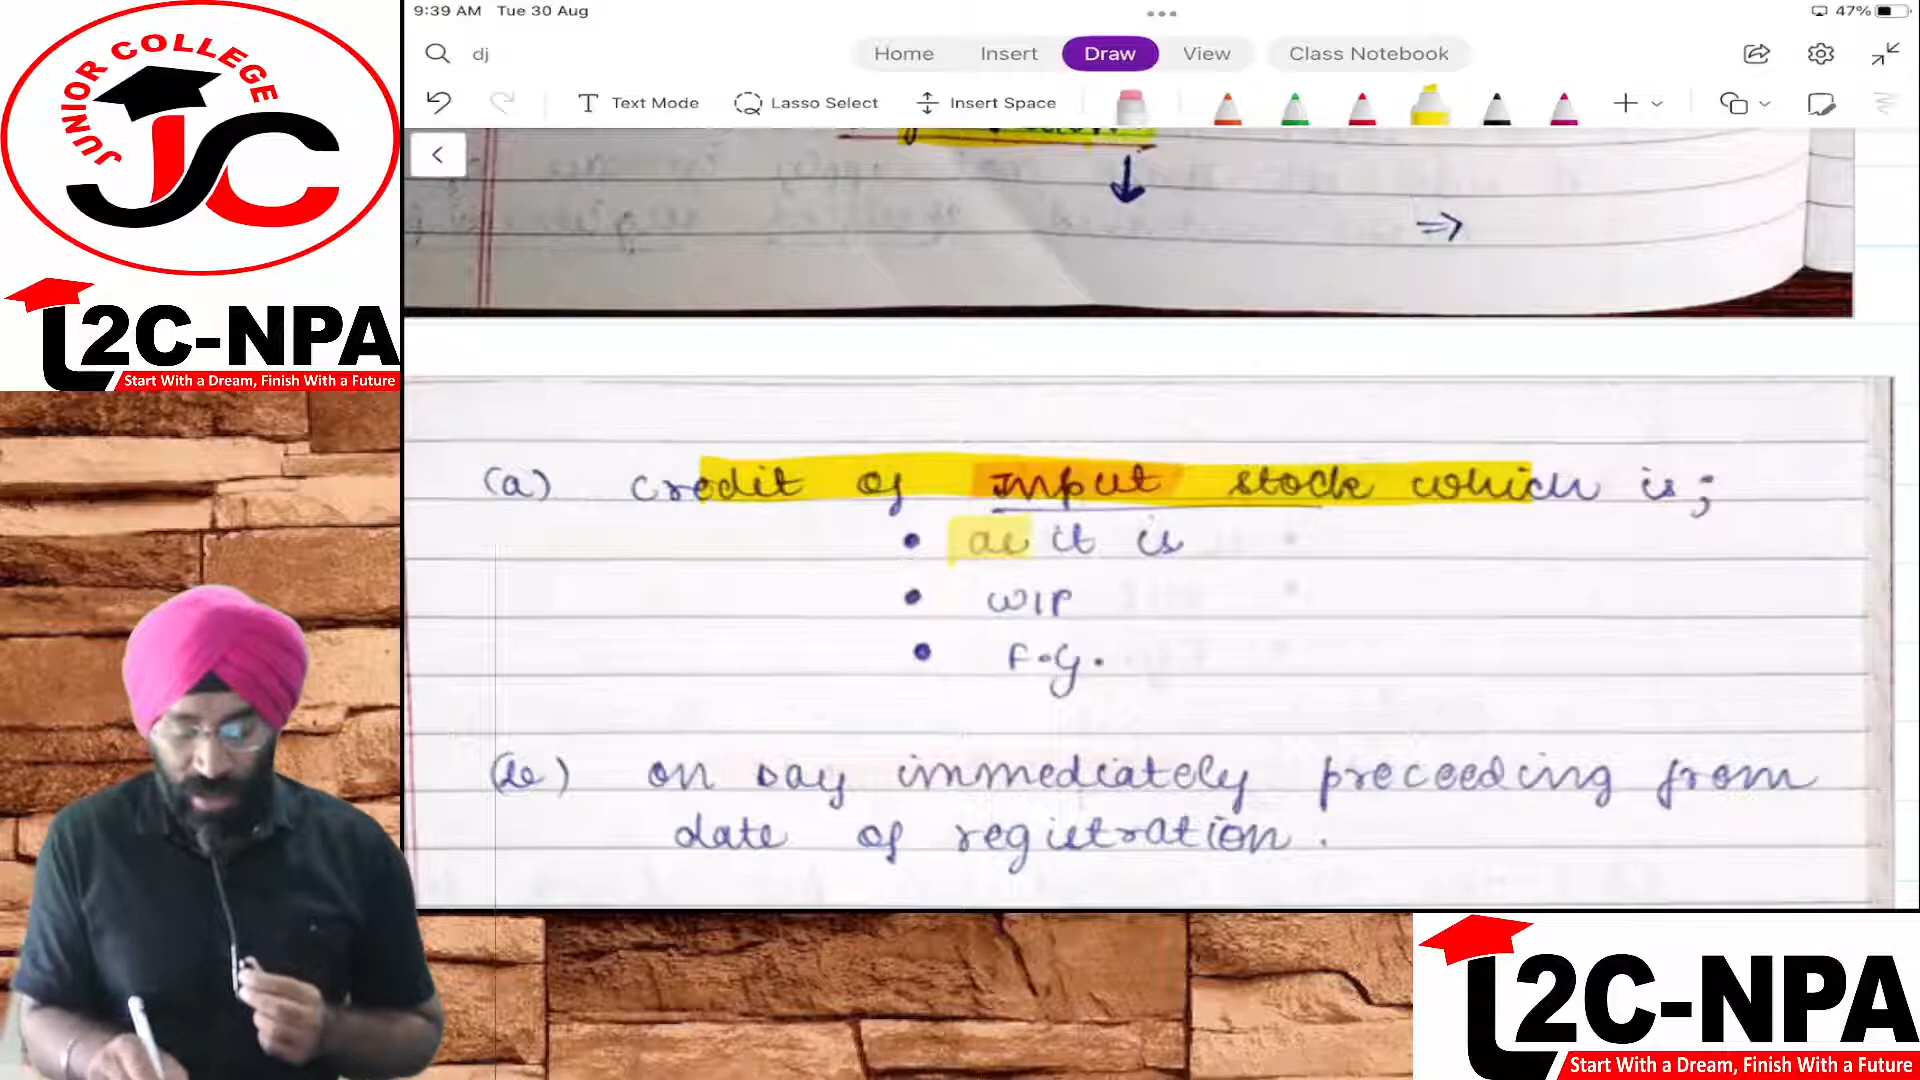 9:39 AM Tue 30 Aug
47%
dj
Home Insert Draw View Class Notebook
Text Mode Lasso Select Insert Space
JUNIOR COLLEGE
JC
L2C-NPA
Start With a Dream, Finish With a Future
(a) credit of Input stock which is;
• as it is
• WIP
• F.G.
on day immediately preceeding from
date of registration.
L2C-NPA
Start With a Dream, Finish With a Future